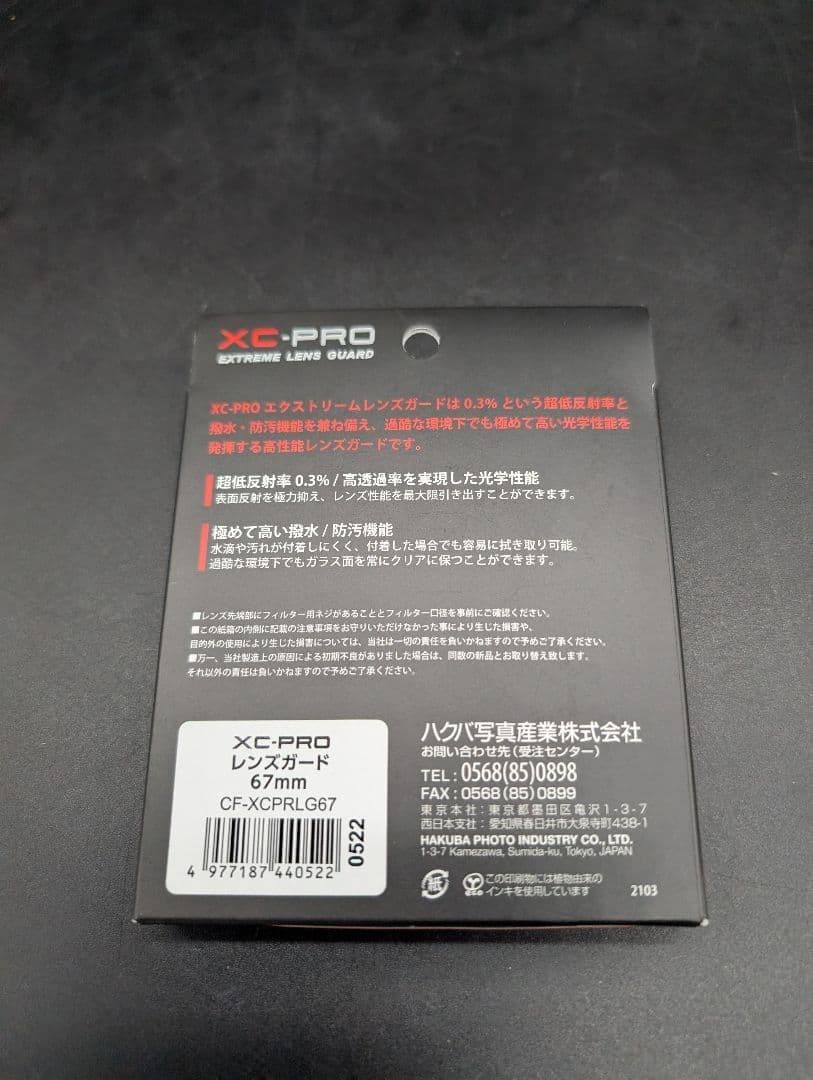 XC-PRO
EXTREME LENS GUARD
XC-PRO エクストリームレンズガードは 0.3% という超低反射率と
撥水・防汚機能を兼ね備え、過酷な環境下でも極めて高い光学性能を
発揮する高性能レンズガードです。
超低反射率 0.3% / 高透過率を実現した光学性能
表面反射を極力抑え、レンズ性能を最大限引き出すことができます。
極めて高い撥水 / 防汚機能
水滴や汚れが付着しにくく、付着した場合でも容易に拭き取り可能。
過酷な環境下でもガラス面を常にクリアに保つことができます。
■レンズ先端部にフィルター用ネジがあることとフィルター口径を事前にご確認ください。
■この紙箱の内側に記載の注意事項をお守りいただけなかった事により生じた損害や、
目的外の使用により生じた損害については、当社は一切の責任を負いかねますので予めご了承ください。
■万一、当社製造上の原因による初期不良がありました場合は、同数の新品とお取り替え致します。
それ以外の責任は負いかねますので予めご了承ください。
XC-PRO
レンズガード
67mm
CF-XCPRLG67
4 977187 440522
0522
ハクバ写真産業株式会社
お問い合わせ先(受注センター)
TEL : 0568(85)0898
FAX : 0568(85)0899
東京本社：東京都墨田区亀沢1-3-7
西日本支社：愛知県春日井市大泉寺町438-1
HAKUBA PHOTO INDUSTRY CO., LTD.
1-3-7 Kamezawa, Sumida-ku, Tokyo, JAPAN
紙
この印刷物には植物由来の
インキを使用しています
2103